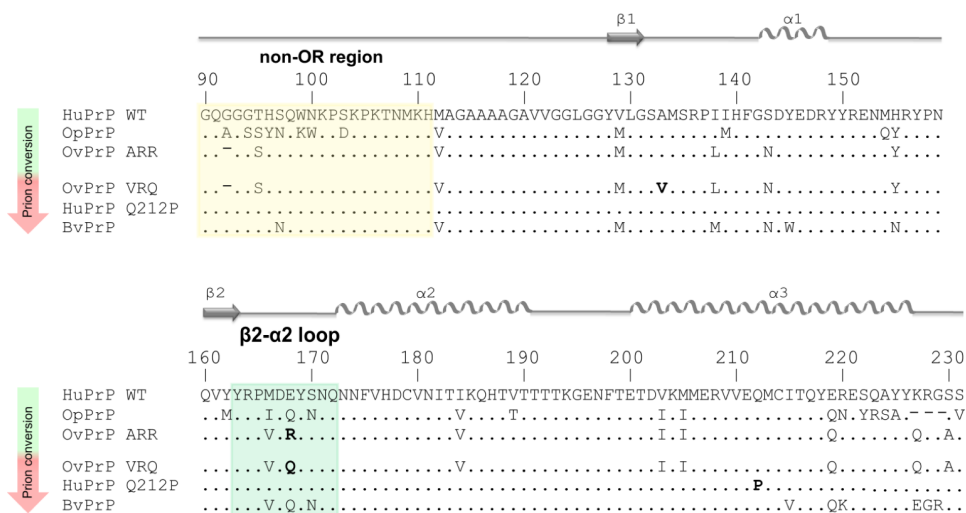 β1
α1
non-OR region
90 100 110 120 130 140 150
Prion conversion
HuPrP WT GQGGGTHSQWNKPSKPKTNMKHMAGAAAAGAVVGGLGGYVLGSAMSRPIIHFGSDYEDRYYRENMHRYPN
OpPrP ..A.SSYN.KW..D........V................M.........M..............QY....
OvPrP ARR ..-..S................V................M........L....N...........Y....
OvPrP VRQ ..-..S................V................M...V....L....N...........Y....
HuPrP Q212P ......................................................................
BvPrP .......N..............V................M........M....N.W.........N....
β2
α2
α3
β2-α2 loop
160 170 180 190 200 210 220 230
Prion conversion
HuPrP WT QVYYRPMDEYSNQNNFVHDCVNITIKQHTVTTTTKGENFTETDVKMMERVVEQMCITQYERESQAYYKRGSS
OpPrP ..M...I.Q.N.............V....T.............I.I.............QN.YRSA.---.V
OvPrP ARR ......V.R...............V..................I.I.............Q.......Q..A.
OvPrP VRQ ......V.Q...............V..................I.I.............Q.......Q..A.
HuPrP Q212P ....................................................P...................
BvPrP ......V.Q.N............................................V...QK......EGR..